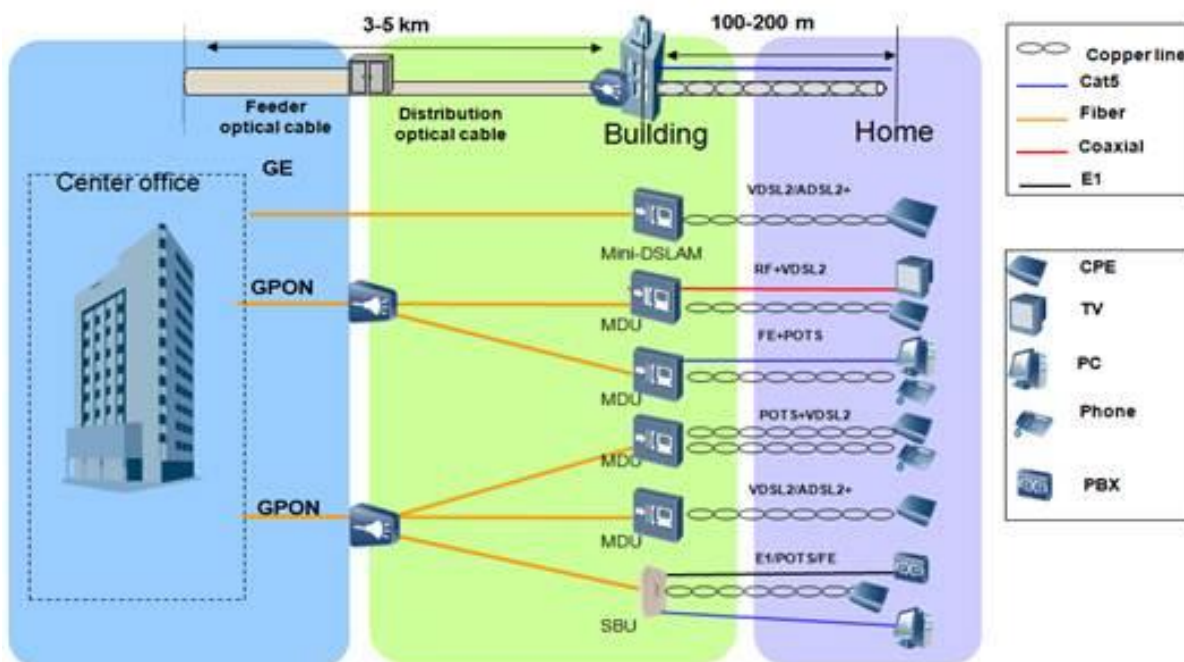 3-5 km
100-200 m
Feeder
optical cable
Distribution
optical cable
Building
Home
GE
Center office
VDSL2/ADSL2+
Mini-DSLAM
RF+VDSL2
GPON
MDU
FE+POTS
MDU
POTS+VDSL2
MDU
VDSL2/ADSL2+
GPON
MDU
E1/POTS/FE
SBU
Copper line
Cat5
Fiber
Coaxial
E1
CPE
TV
PC
Phone
PBX